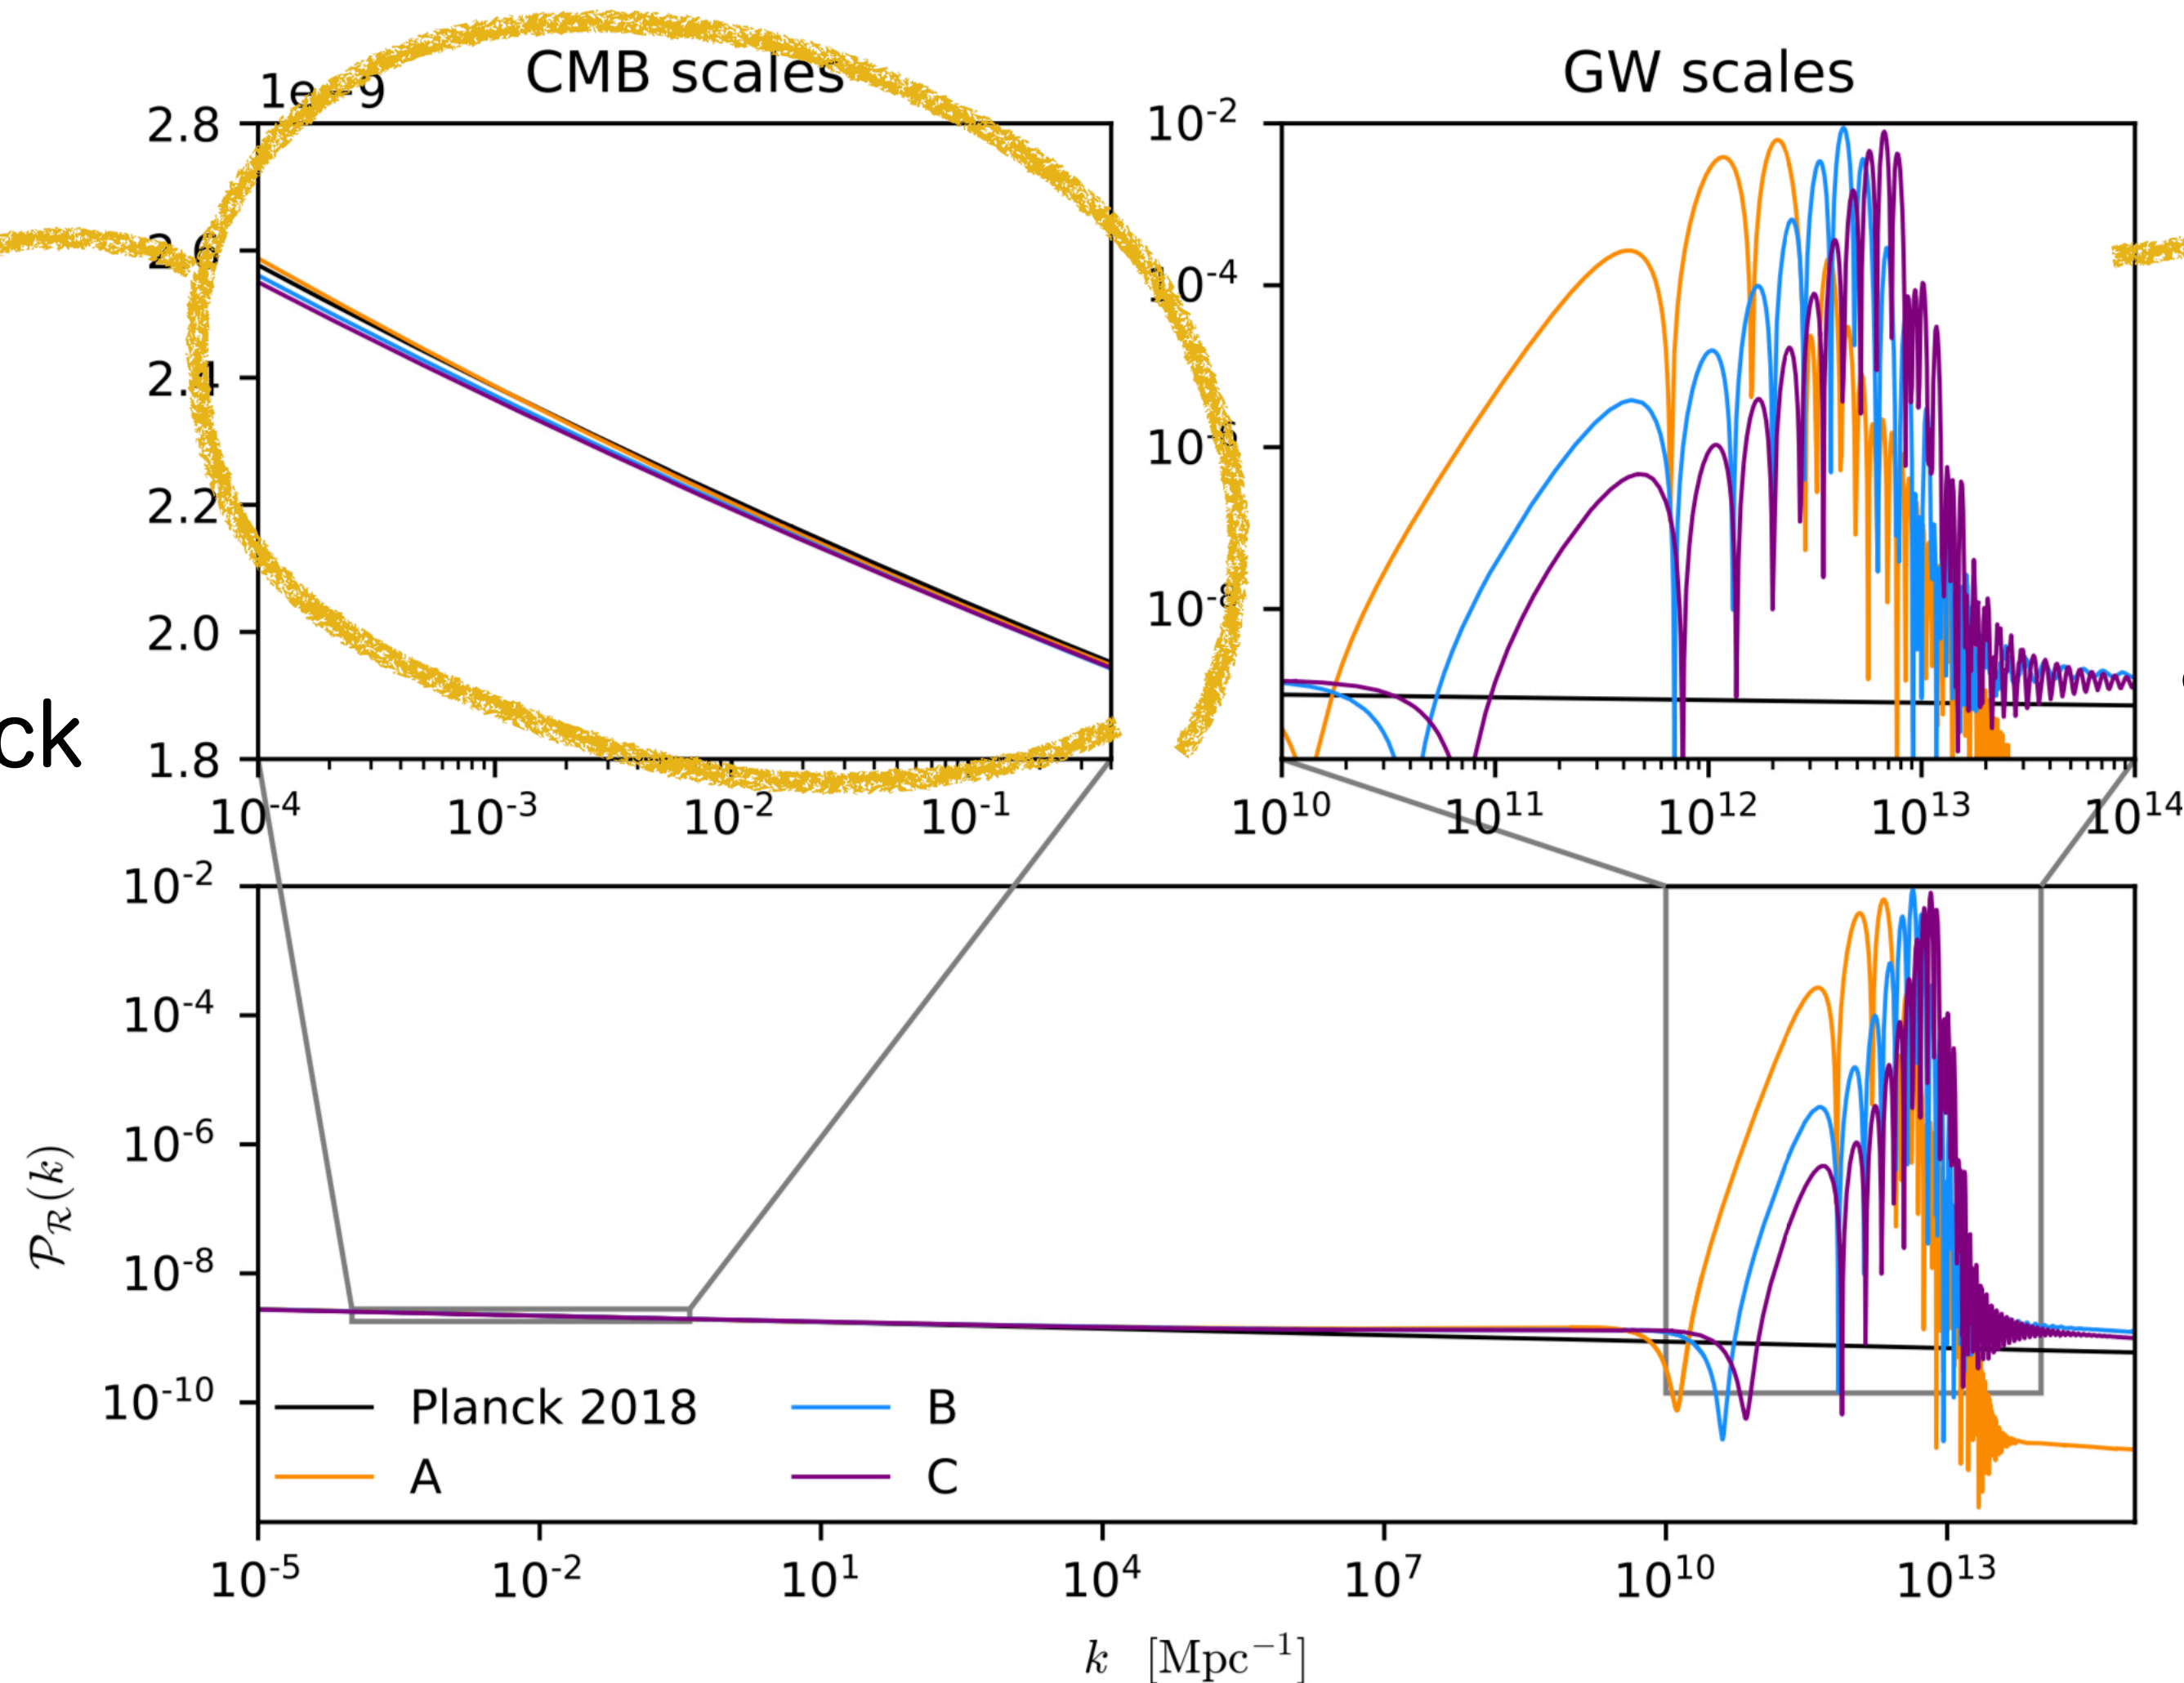 CMB scales
GW scales
1e-9
2.8
2.6
2.4
2.2
2.0
1.8
10⁻⁴ 10⁻³ 10⁻² 10⁻¹
10⁻²
10⁻⁴
10⁻⁶
10⁻⁸
10¹⁰ 10¹¹ 10¹² 10¹³ 10¹⁴
ck
10⁻²
10⁻⁴
10⁻⁶
10⁻⁸
10⁻¹⁰
𝒫_ℛ(k)
Planck 2018
A
B
C
10⁻⁵ 10⁻² 10¹ 10⁴ 10⁷ 10¹⁰ 10¹³
k [Mpc⁻¹]